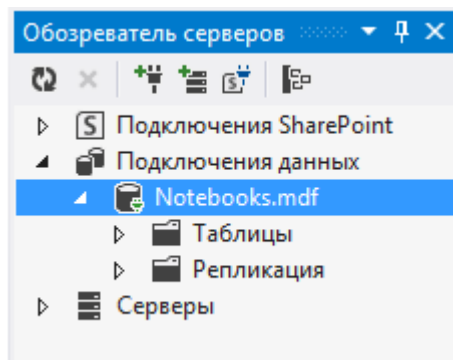 Обозреватель серверов
Подключения SharePoint
Подключения данных
Notebooks.mdf
Таблицы
Репликация
Серверы